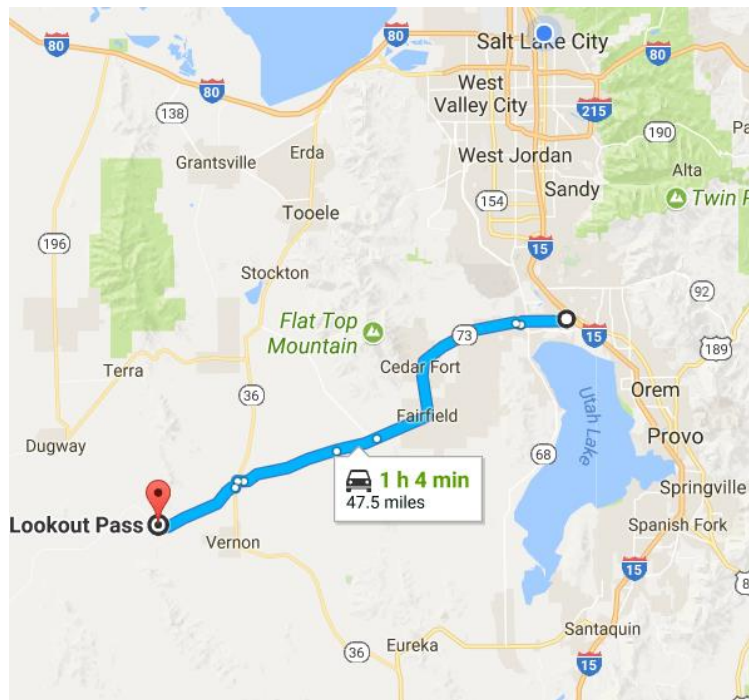 80
80
80
80
Salt Lake City
West
Valley City
215
138
190
Grantsville
Erda
West Jordan
Alta
Sandy
Twin P
Tooele
154
196
15
Stockton
92
Flat Top
Mountain
73
15
189
Terra
Cedar Fort
36
Orem
Fairfield
Utah Lake
Provo
Dugway
68
1 h 4 min
47.5 miles
Springville
Lookout Pass
Spanish Fork
Vernon
15
8
Santaquin
36
Eureka
15